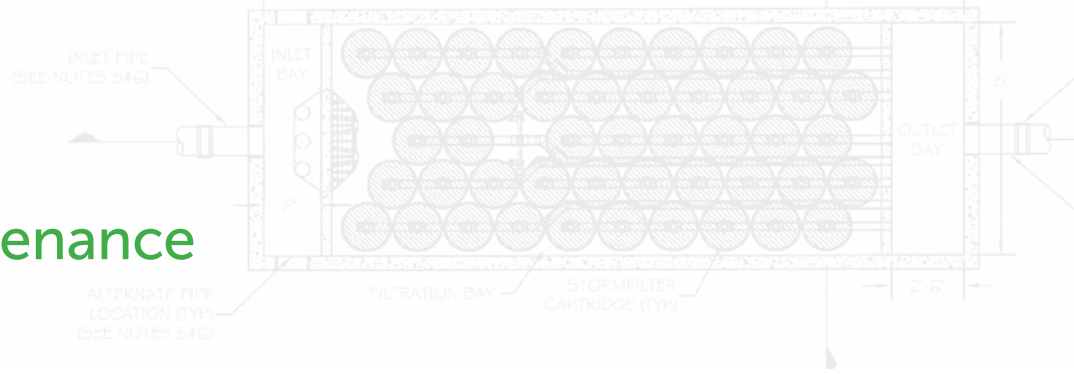 INLET PIPE
(SEE NOTES 5&6)
INLET
BAY
5'
OUTLET
BAY
2'
enance
ALTERNATE PIPE
LOCATION (TYP)
(SEE NOTES 5&6)
FILTRATION BAY
STORMFILTER
CARTRIDGE (TYP)
2'-6"